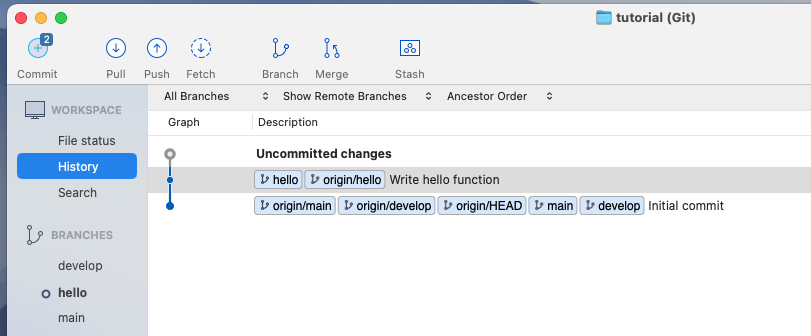 tutorial (Git)
2
Commit Pull Push Fetch Branch Merge Stash
All Branches Show Remote Branches Ancestor Order
WORKSPACE
File status
History
Search
BRANCHES
develop
hello
main
Graph Description
Uncommitted changes
hello origin/hello Write hello function
origin/main origin/develop origin/HEAD main develop Initial commit